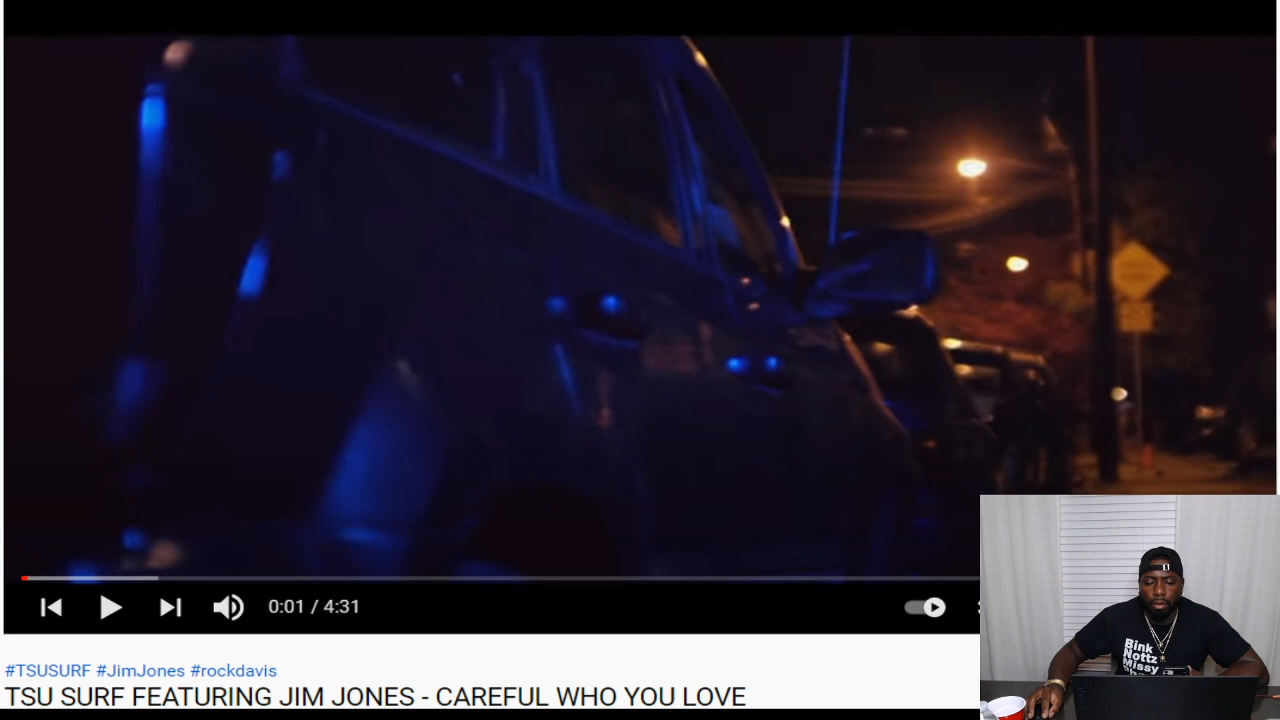 0:01 / 4:31
#TSUSURF #JimJones #rockdavis
TSU SURF FEATURING JIM JONES - CAREFUL WHO YOU LOVE
Bink
Nottz
Missy